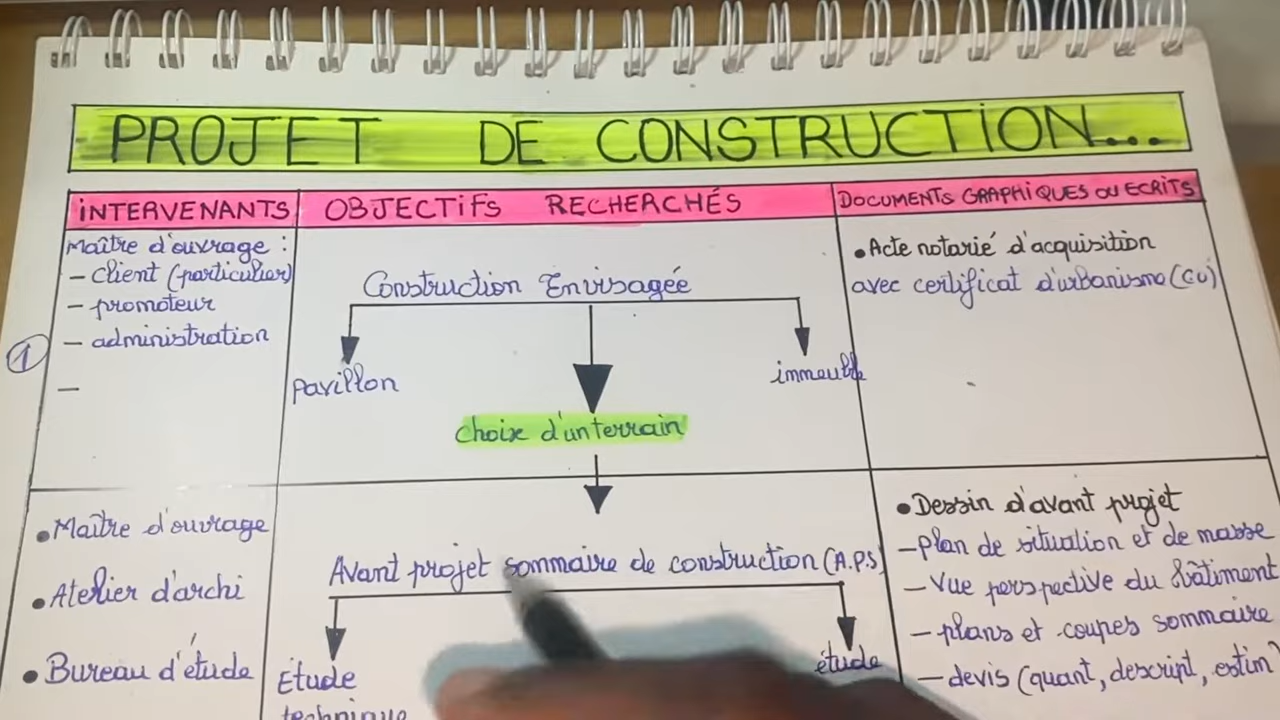 PROJET DE CONSTRUCTION...
INTERVENANTS
OBJECTIFS RECHERCHÉS
DOCUMENTS GRAPHIQUES OU ECRITS
1
Maître d'ouvrage :
- Client (particulier)
- promoteur
- administration
-
Construction Envisagée
pavillon
immeuble
choix d'un terrain
• Acte notarié d'acquisition
avec certificat d'urbanisme (CU)
• Maître d'ouvrage
• Atelier d'archi
• Bureau d'étude
Avant projet sommaire de construction (A.P.S)
Etude
technique
étude
• Dessin d'avant projet
- plan de situation et de masse
- Vue perspective du bâtiment
- plans et coupes sommaire
- devis (quant, descript, estim)